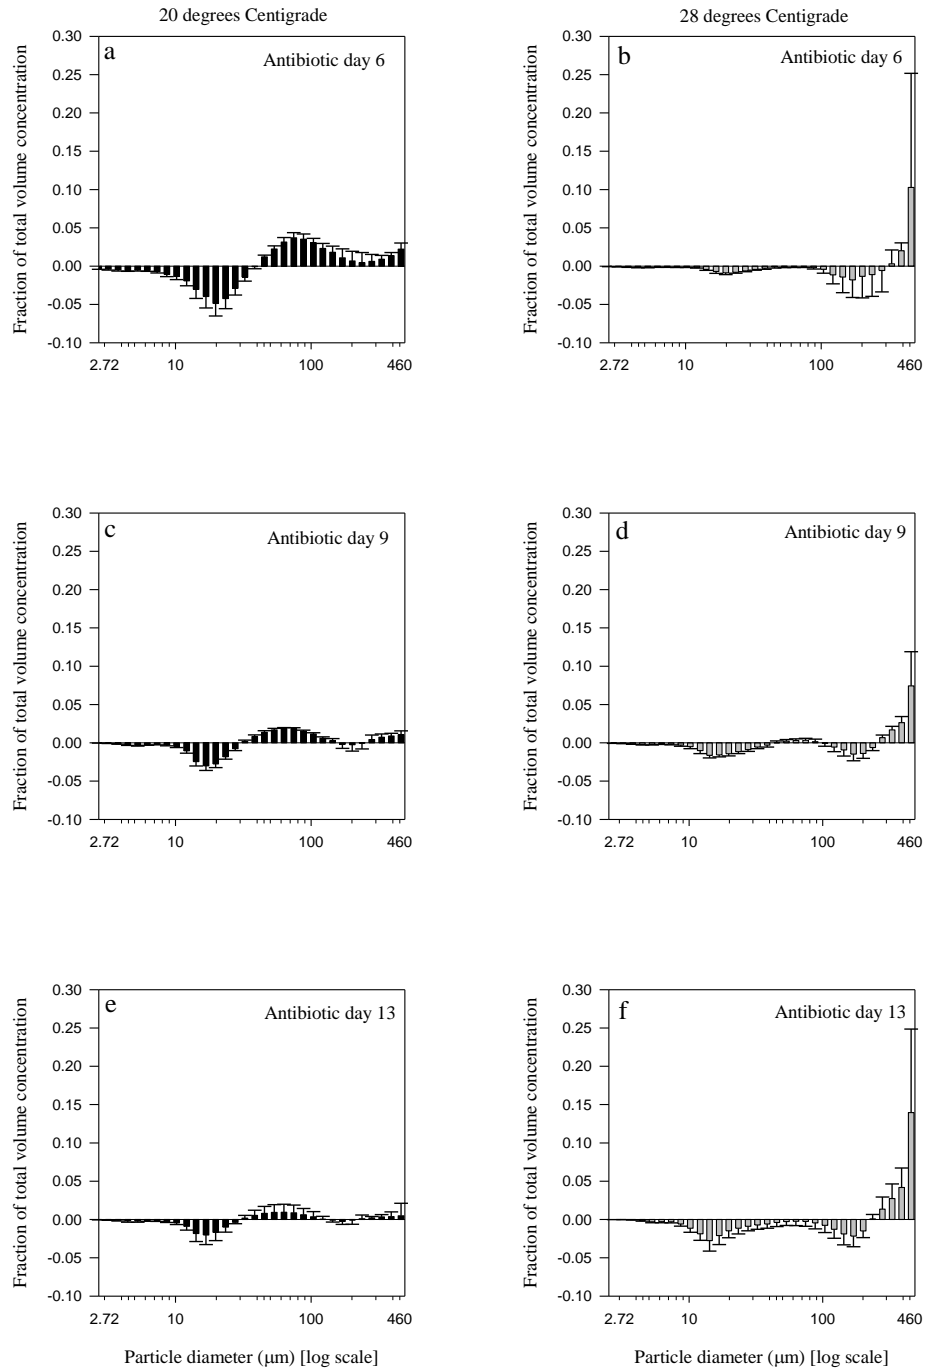 20 degrees Centigrade
28 degrees Centigrade
a
Antibiotic day 6
Fraction of total volume concentration
0.30
0.25
0.20
0.15
0.10
0.05
0.00
-0.05
-0.10
2.72 10 100 460
b
Antibiotic day 6
Fraction of total volume concentration
0.30
0.25
0.20
0.15
0.10
0.05
0.00
-0.05
-0.10
2.72 10 100 460
c
Antibiotic day 9
Fraction of total volume concentration
0.30
0.25
0.20
0.15
0.10
0.05
0.00
-0.05
-0.10
2.72 10 100 460
d
Antibiotic day 9
Fraction of total volume concentration
0.30
0.25
0.20
0.15
0.10
0.05
0.00
-0.05
-0.10
2.72 10 100 460
e
Antibiotic day 13
Fraction of total volume concentration
0.30
0.25
0.20
0.15
0.10
0.05
0.00
-0.05
-0.10
2.72 10 100 460
Particle diameter (μm) [log scale]
f
Antibiotic day 13
Fraction of total volume concentration
0.30
0.25
0.20
0.15
0.10
0.05
0.00
-0.05
-0.10
2.72 10 100 460
Particle diameter (μm) [log scale]